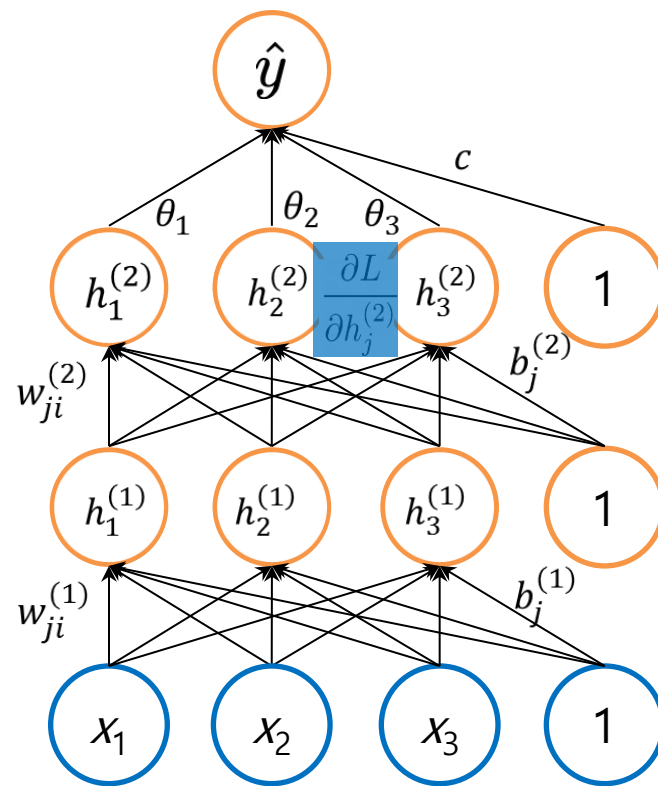 ŷ
θ₁ θ₂ θ₃ c
h₁⁽²⁾ h₂⁽²⁾ ∂L/∂hⱼ⁽²⁾ h₃⁽²⁾ 1
wⱼᵢ⁽²⁾ bⱼ⁽²⁾
h₁⁽¹⁾ h₂⁽¹⁾ h₃⁽¹⁾ 1
wⱼᵢ⁽¹⁾ bⱼ⁽¹⁾
x₁ x₂ x₃ 1